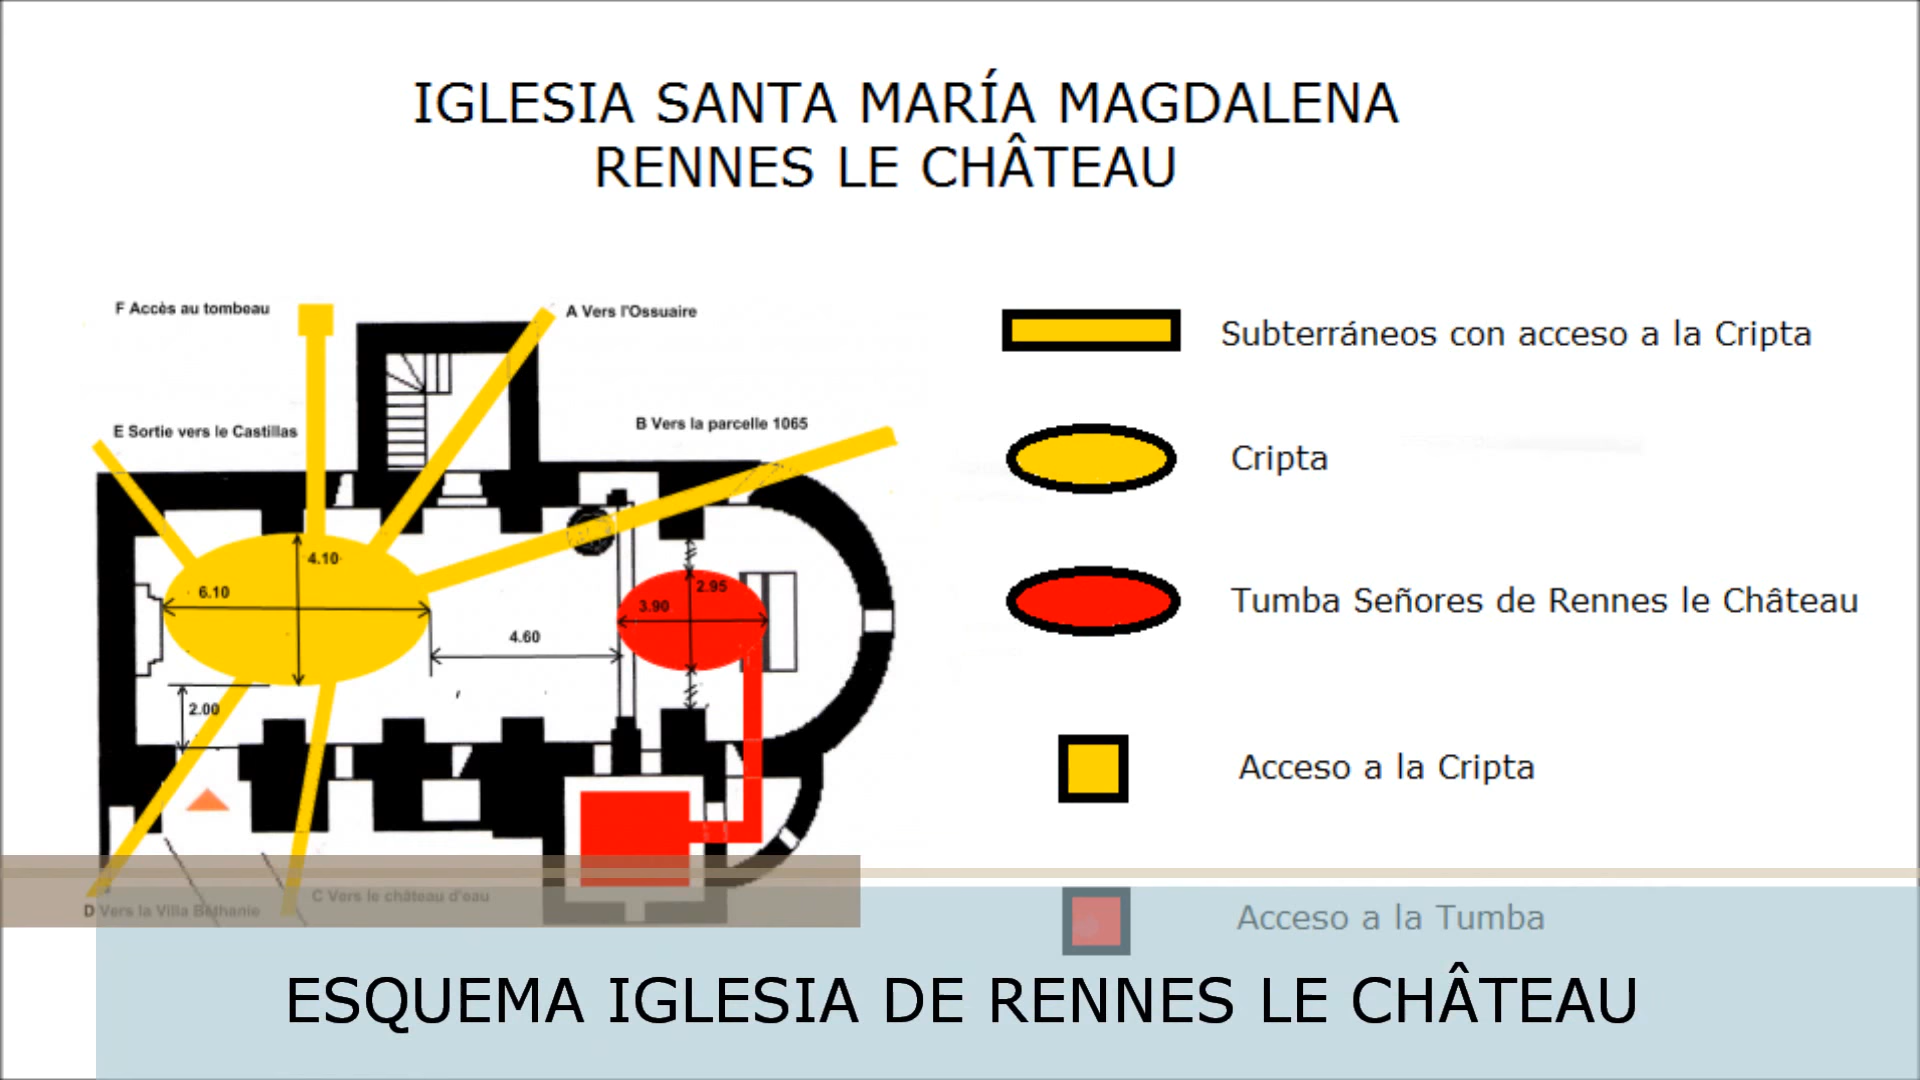 IGLESIA SANTA MARÍA MAGDALENA
RENNES LE CHÂTEAU
F Accès au tombeau
A Vers l'Ossuaire
E Sortie vers le Castillas
B Vers la parcelle 1065
4.10
6.10
2.95
3.90
4.60
2.00
C Vers le château d'eau
D Vers la Villa Béthanie
Subterráneos con acceso a la Cripta
Cripta
Tumba Señores de Rennes le Château
Acceso a la Cripta
Acceso a la Tumba
ESQUEMA IGLESIA DE RENNES LE CHÂTEAU